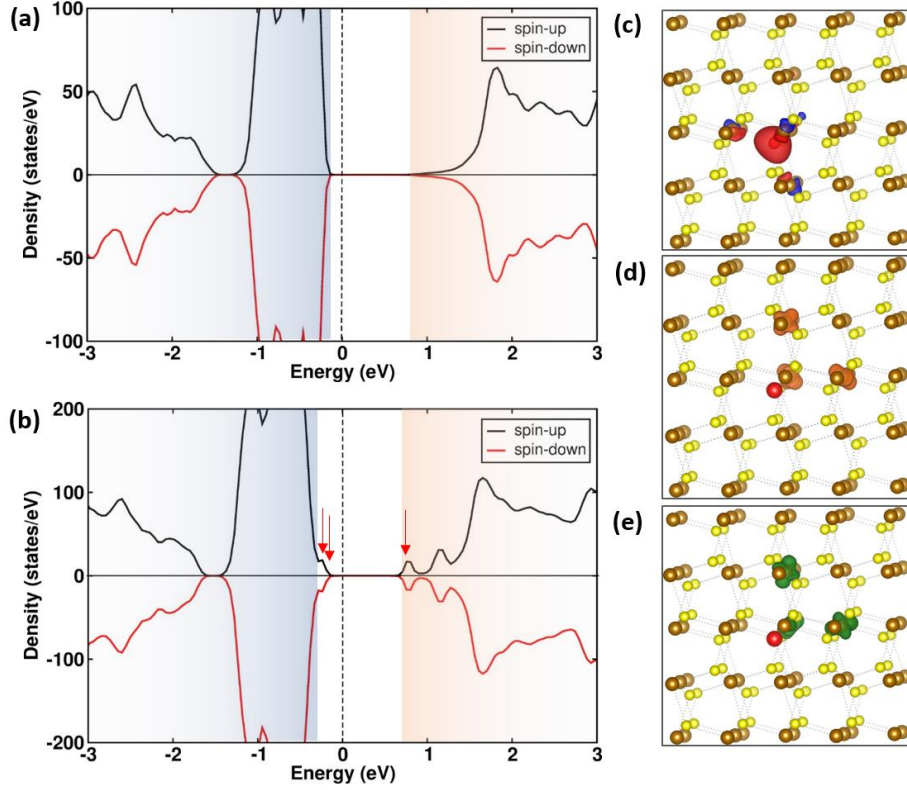 (a)
100
50
0
-50
-100
Density (states/eV)
spin-up
spin-down
-3 -2 -1 0 1 2 3
Energy (eV)
(b)
200
100
0
-100
-200
Density (states/eV)
spin-up
spin-down
-3 -2 -1 0 1 2 3
Energy (eV)
(c)
(d)
(e)